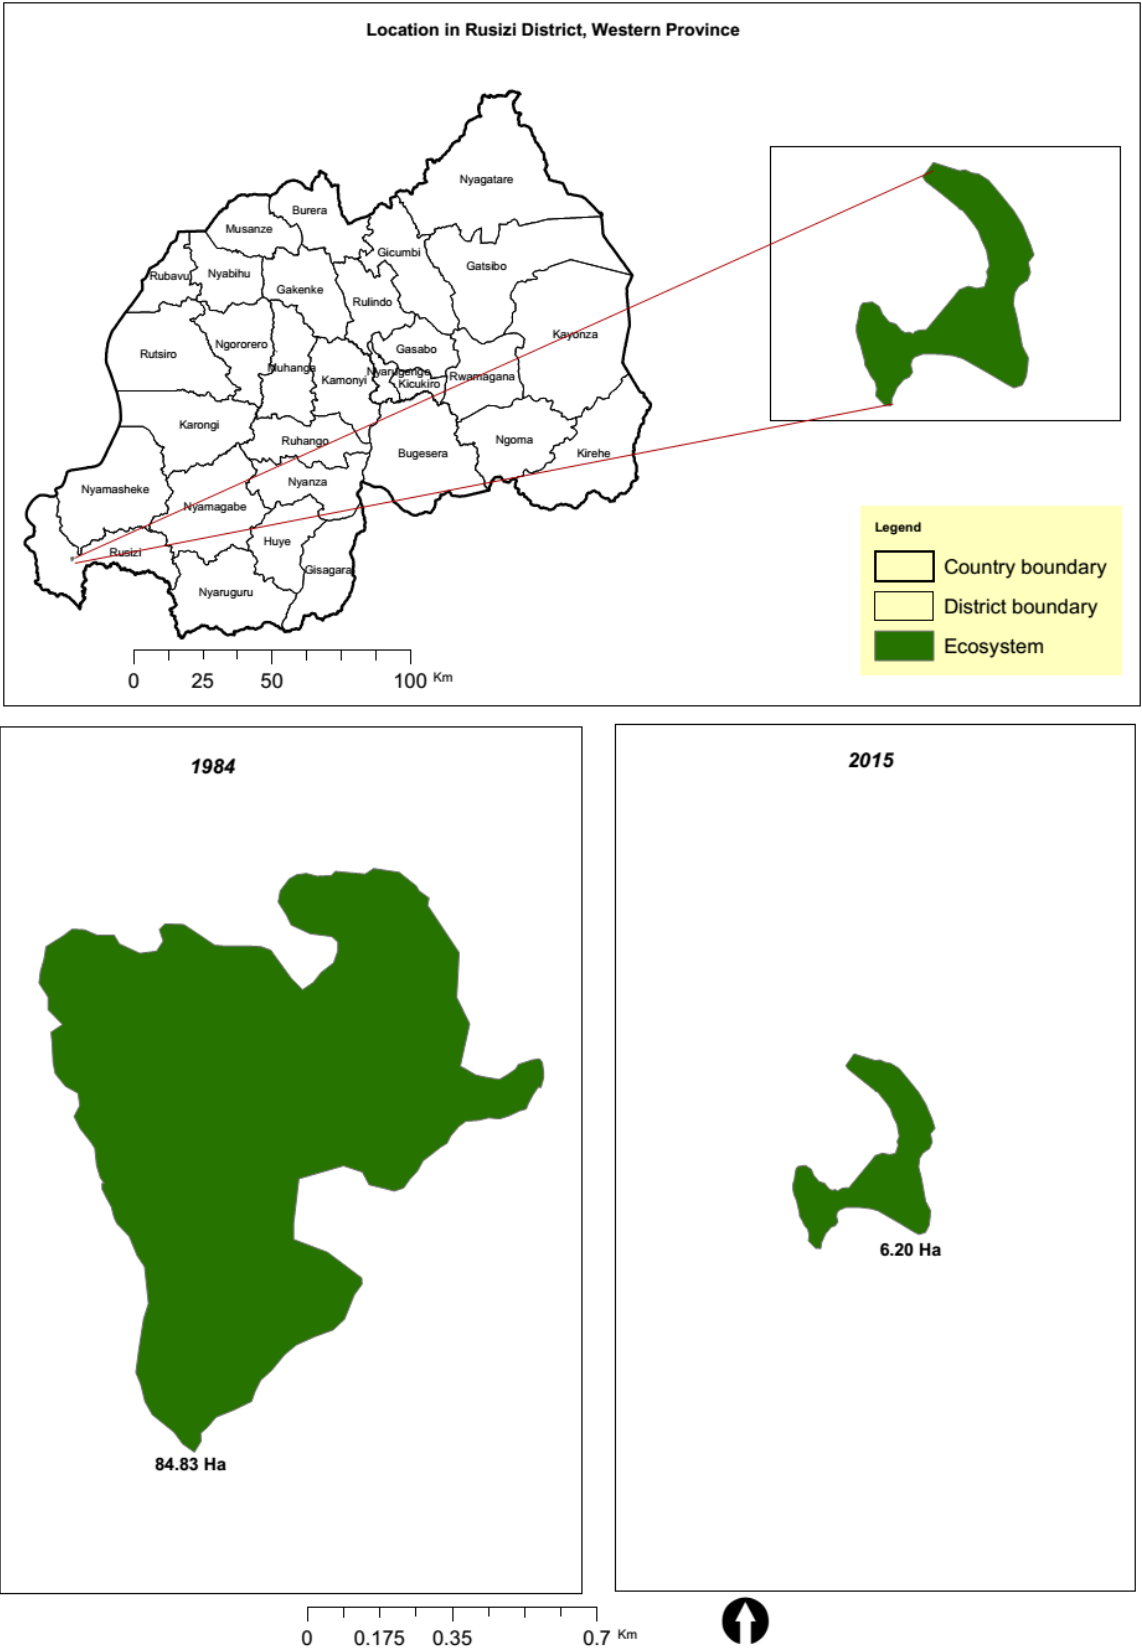 Location in Rusizi District, Western Province
Nyagatare
Burera
Musanze
Gicumbi
Gatsibo
Rubavu
Nyabihu
Gakenke
Rulindo
Kayonza
Ngororero
Gasabo
Rutsiro
Muhanga
Nyarugenge
Kamonyi
Kicukiro
Rwamagana
Karongi
Ruhango
Ngoma
Bugesera
Kirehe
Nyamasheke
Nyanza
Nyamagabe
Huye
Rusizi
Gisagara
Nyaruguru
0 25 50 100 Km
Legend
Country boundary
District boundary
Ecosystem
1984
84.83 Ha
2015
6.20 Ha
0 0.175 0.35 0.7 Km